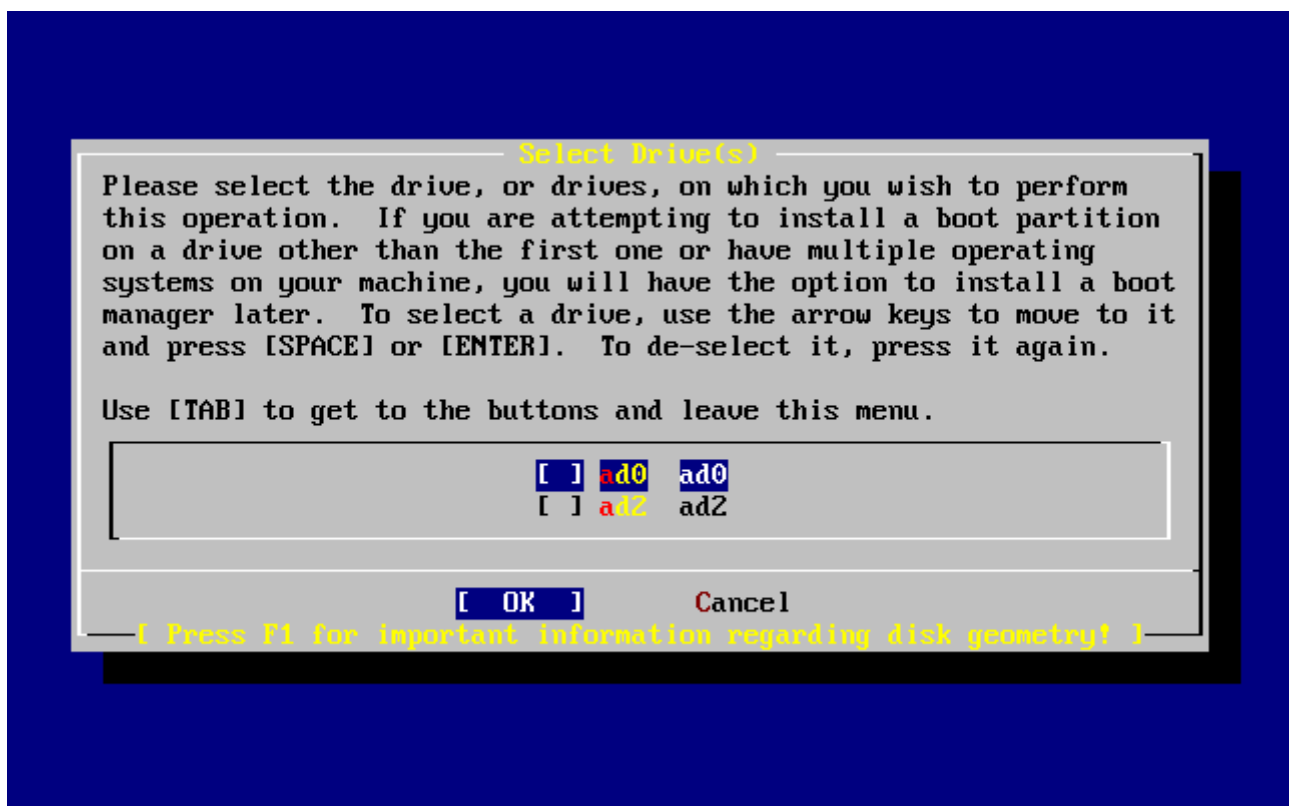 Select Drive(s)
Please select the drive, or drives, on which you wish to perform
this operation.  If you are attempting to install a boot partition
on a drive other than the first one or have multiple operating
systems on your machine, you will have the option to install a boot
manager later.  To select a drive, use the arrow keys to move to it
and press [SPACE] or [ENTER].  To de-select it, press it again.
Use [TAB] to get to the buttons and leave this menu.
[ ] ad0  ad0
[ ] ad2  ad2
[  OK  ]       Cancel
[ Press F1 for important information regarding disk geometry! ]